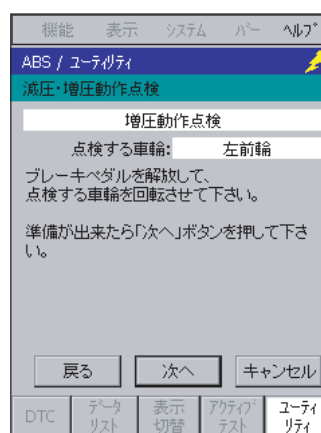 機能 表示 システム バー ヘルプ
ABS / ユーティリティ
減圧・増圧動作点検
増圧動作点検
点検する車輪: 左前輪
ブレーキペダルを解放して、
点検する車輪を回転させて下さい。
準備が出来たら「次へ」ボタンを押して下さ
い。
戻る 次へ キャンセル
DTC データ 表示 アクティブ ユーティ
リスト 切替 テスト リティ